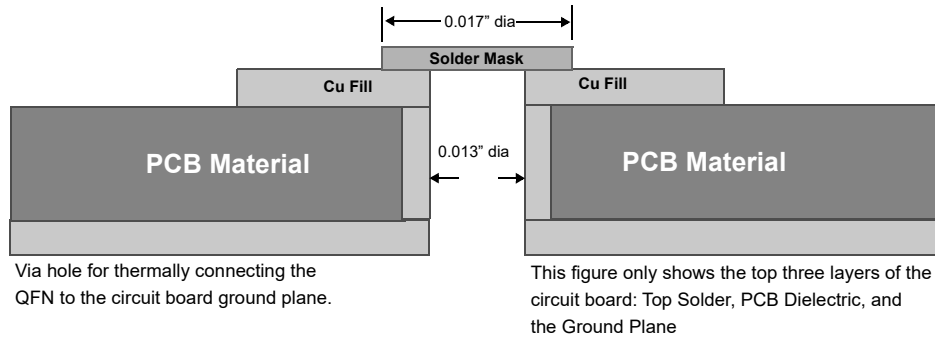 0.017” dia
Solder Mask
Cu Fill
Cu Fill
PCB Material
0.013” dia
PCB Material
Via hole for thermally connecting the
QFN to the circuit board ground plane.
This figure only shows the top three layers of the
circuit board: Top Solder, PCB Dielectric, and
the Ground Plane